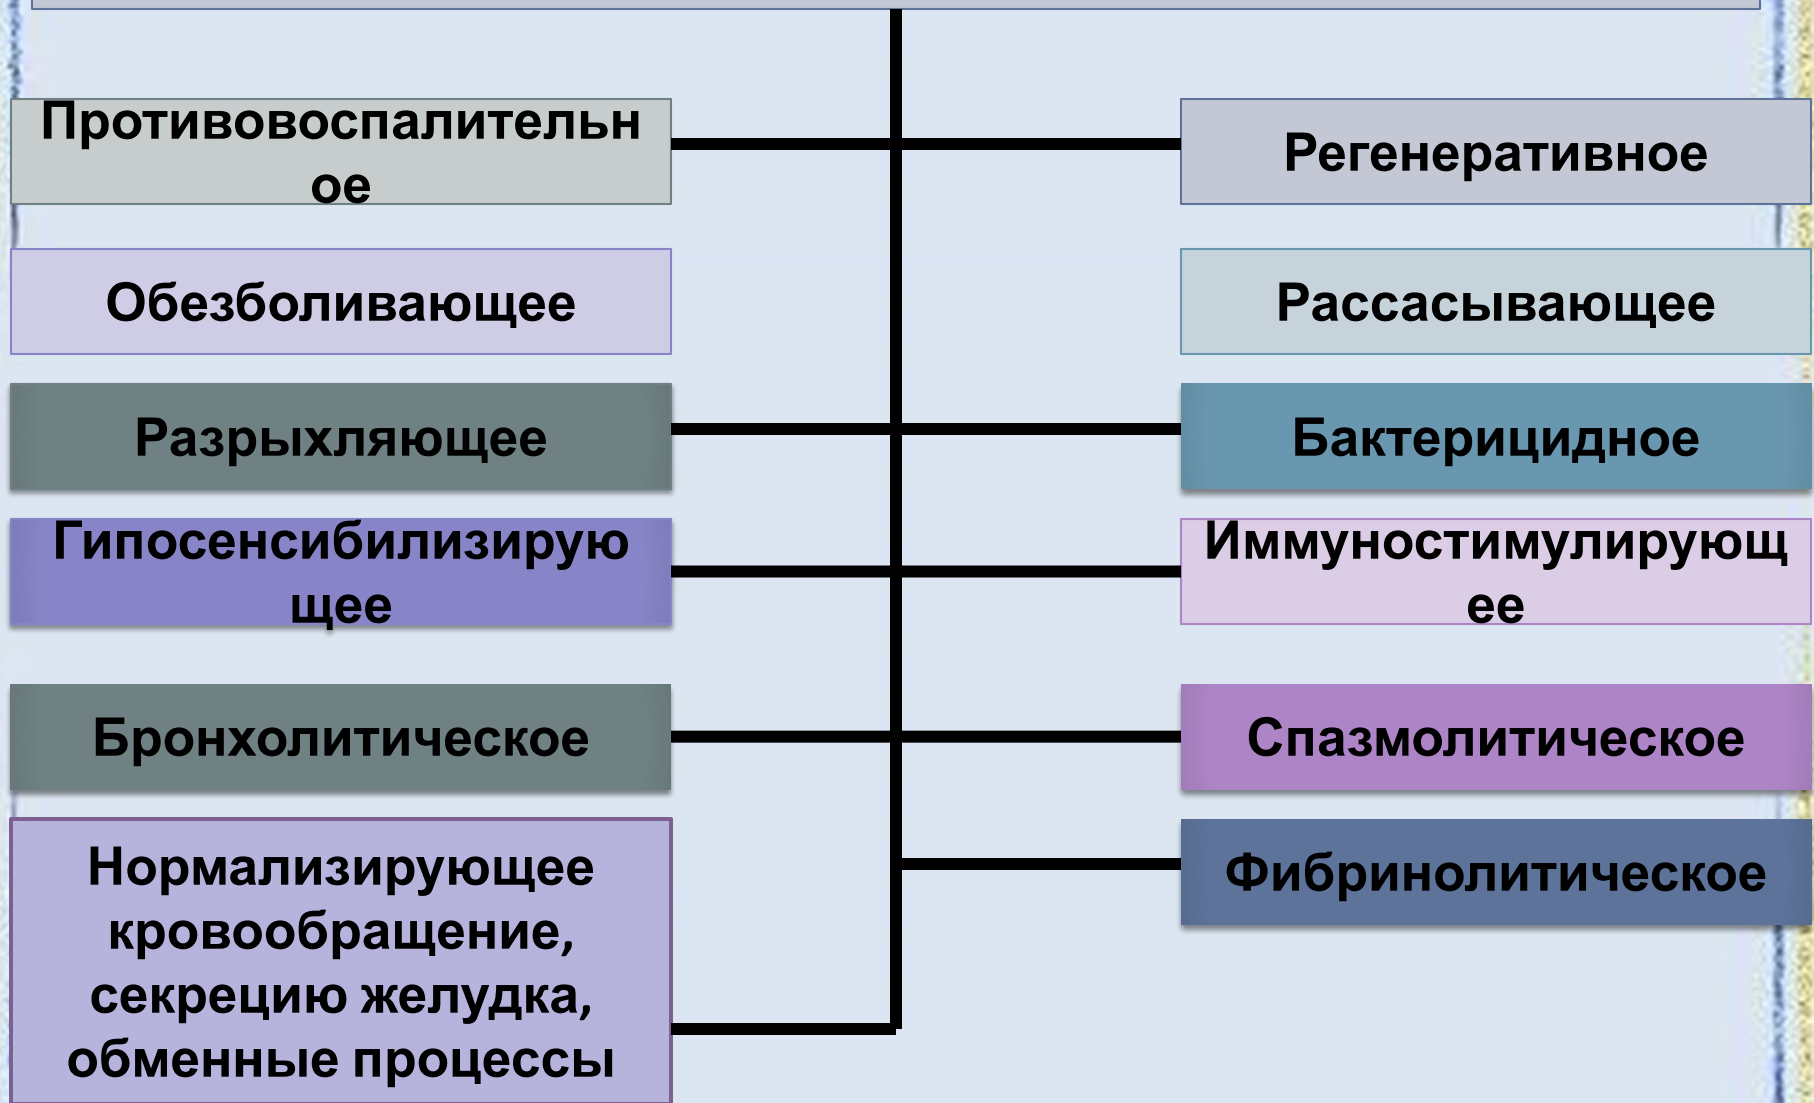 Противовоспалительн
ое
Регенеративное
Обезболивающее
Рассасывающее
Разрыхляющее
Бактерицидное
Гипосенсибилизирую
щее
Иммуностимулирующ
ее
Бронхолитическое
Спазмолитическое
Нормализирующее
кровообращение,
секрецию желудка,
обменные процессы
Фибринолитическое